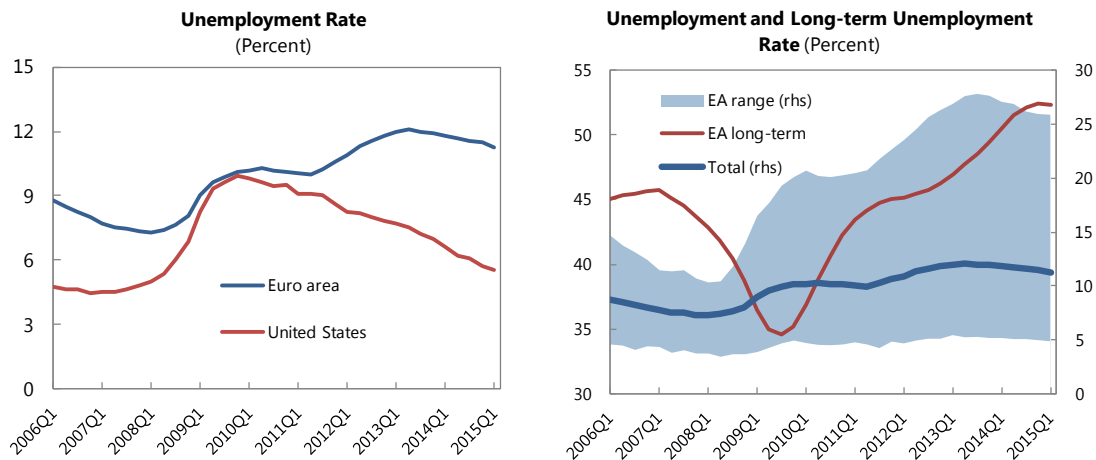 Unemployment Rate
(Percent)
15
12
9
6
3
0
Euro area
United States
2006Q1
2007Q1
2008Q1
2009Q1
2010Q1
2011Q1
2012Q1
2013Q1
2014Q1
2015Q1
Unemployment and Long-term Unemployment
Rate (Percent)
55
50
45
40
35
30
EA range (rhs)
EA long-term
Total (rhs)
30
25
20
15
10
5
0
2006Q1
2007Q1
2008Q1
2009Q1
2010Q1
2011Q1
2012Q1
2013Q1
2014Q1
2015Q1